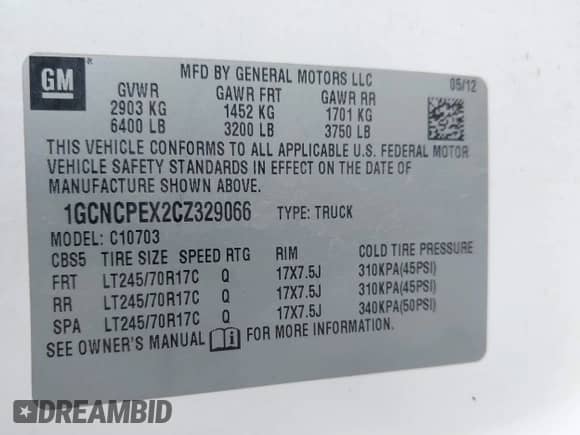 GM
MFD BY GENERAL MOTORS LLC
05/12
GVWR GAWR FRT GAWR RR
2903 KG 1452 KG 1701 KG
6400 LB 3200 LB 3750 LB
THIS VEHICLE CONFORMS TO ALL APPLICABLE U.S. FEDERAL MOTOR
VEHICLE SAFETY STANDARDS IN EFFECT ON THE DATE OF
MANUFACTURE SHOWN ABOVE.
1GCNCPEX2CZ329066 TYPE: TRUCK
MODEL: C10703
CBS5 TIRE SIZE SPEED RTG RIM COLD TIRE PRESSURE
FRT LT245/70R17C Q 17X7.5J 310KPA(45PSI)
RR LT245/70R17C Q 17X7.5J 310KPA(45PSI)
SPA LT245/70R17C Q 17X7.5J 340KPA(50PSI)
SEE OWNER'S MANUAL FOR MORE INFORMATION.
DREAMBID